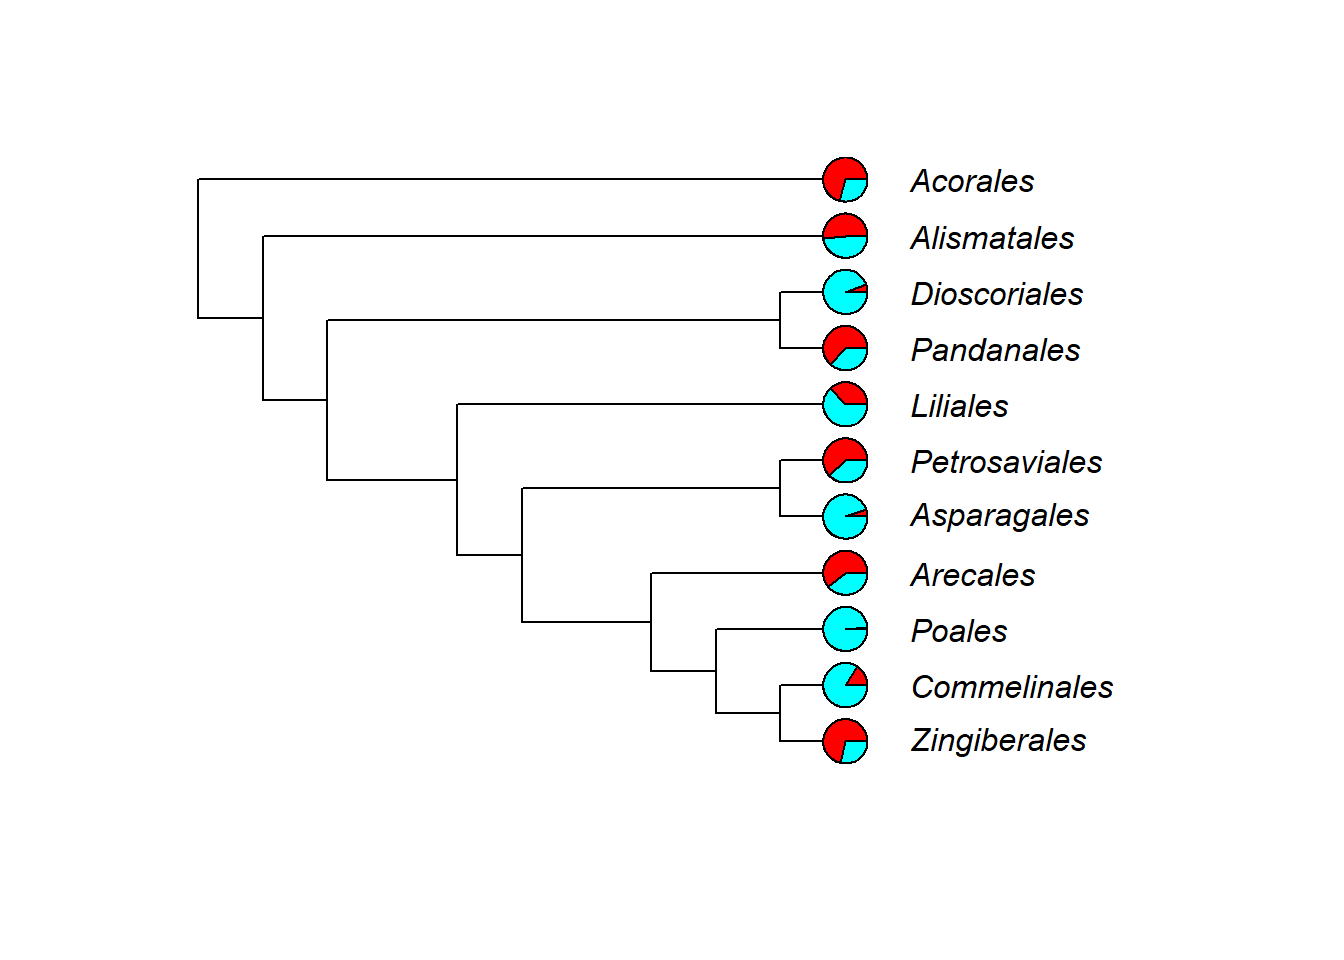 Acorales
Alismatales
Dioscoriales
Pandanales
Liliales
Petrosaviales
Asparagales
Arecales
Poales
Commelinales
Zingiberales